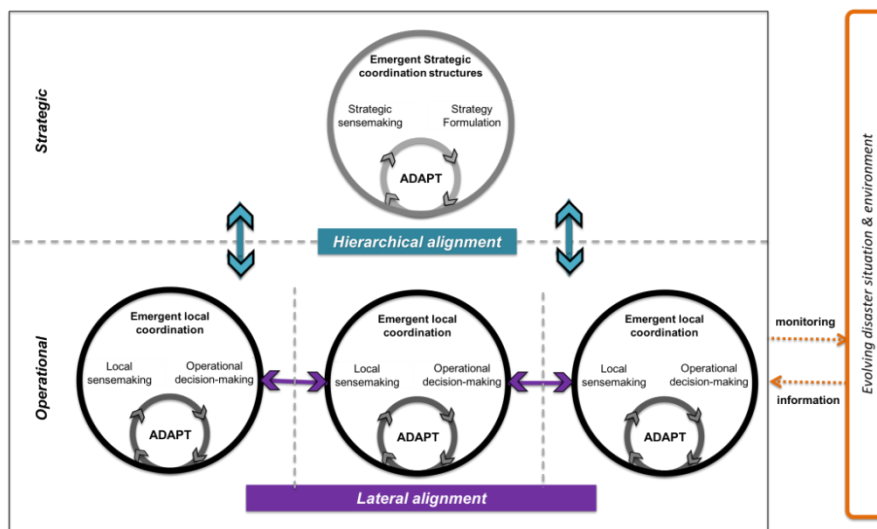 Strategic
Emergent Strategic
coordination structures
Strategic
sensemaking
Strategy
Formulation
ADAPT
Hierarchical alignment
Operational
Emergent local
coordination
Local
sensemaking
Operational
decision-making
ADAPT
Emergent local
coordination
Local
sensemaking
Operational
decision-making
ADAPT
Emergent local
coordination
Local
sensemaking
Operational
decision-making
ADAPT
Lateral alignment
monitoring
information
Evolving disaster situation & environment